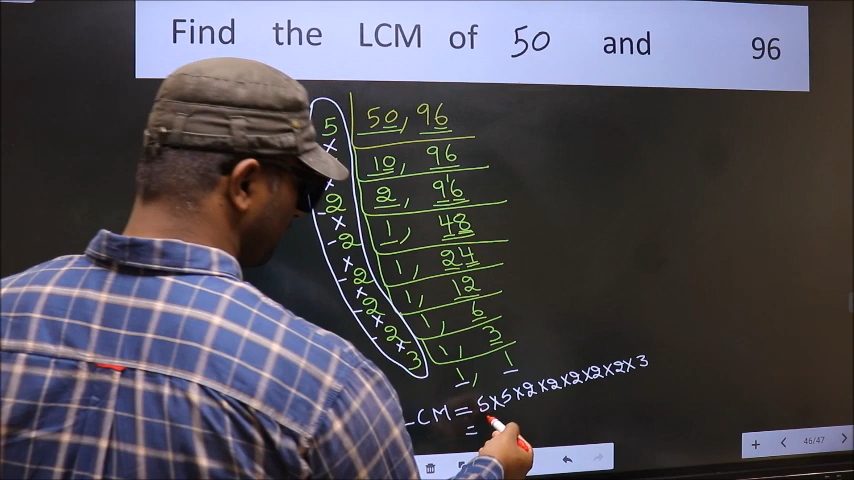 Find the LCM of 50 and 96
5 50, 96
×
10, 96
×
2 2, 96
×
2 1, 48
×
2 1, 24
×
2 1, 12
×
2 1, 6
×
3 1, 3
1, 1
LCM = 5×5×2×2×2×2×2×3
=
46/47